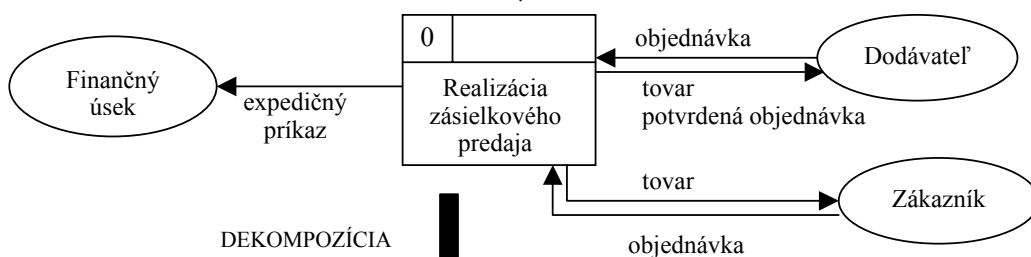 0
objednávka
Dodávateľ
Finančný
úsek
expedičný
príkaz
Realizácia
zásielkového
predaja
tovar
potvrdená objednávka
tovar
Zákazník
DEKOMPOZÍCIA
objednávka